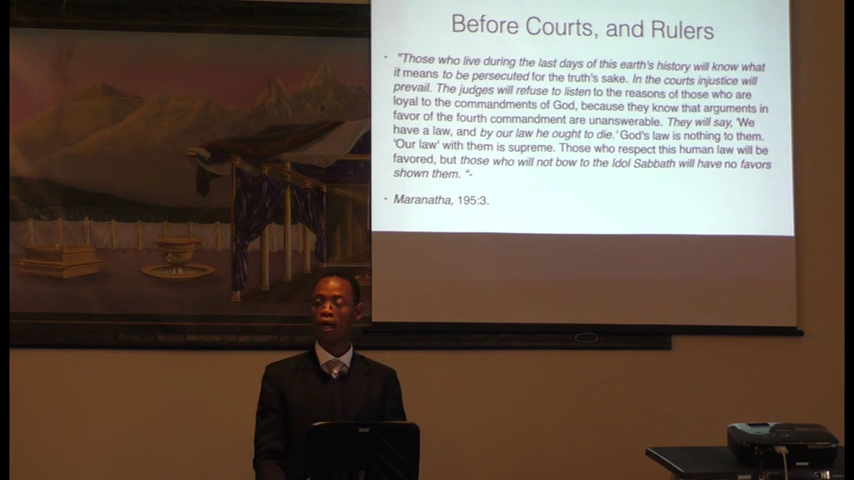 Before Courts, and Rulers
• "Those who live during the last days of this earth's history will know what
it means to be persecuted for the truth's sake. In the courts injustice will
prevail. The judges will refuse to listen to the reasons of those who are
loyal to the commandments of God, because they know that arguments in
favor of the fourth commandment are unanswerable. They will say, 'We
have a law, and by our law he ought to die.' God's law is nothing to them.
'Our law' with them is supreme. Those who respect this human law will be
favored, but those who will not bow to the Idol Sabbath will have no favors
shown them. "-
• Maranatha, 195:3.